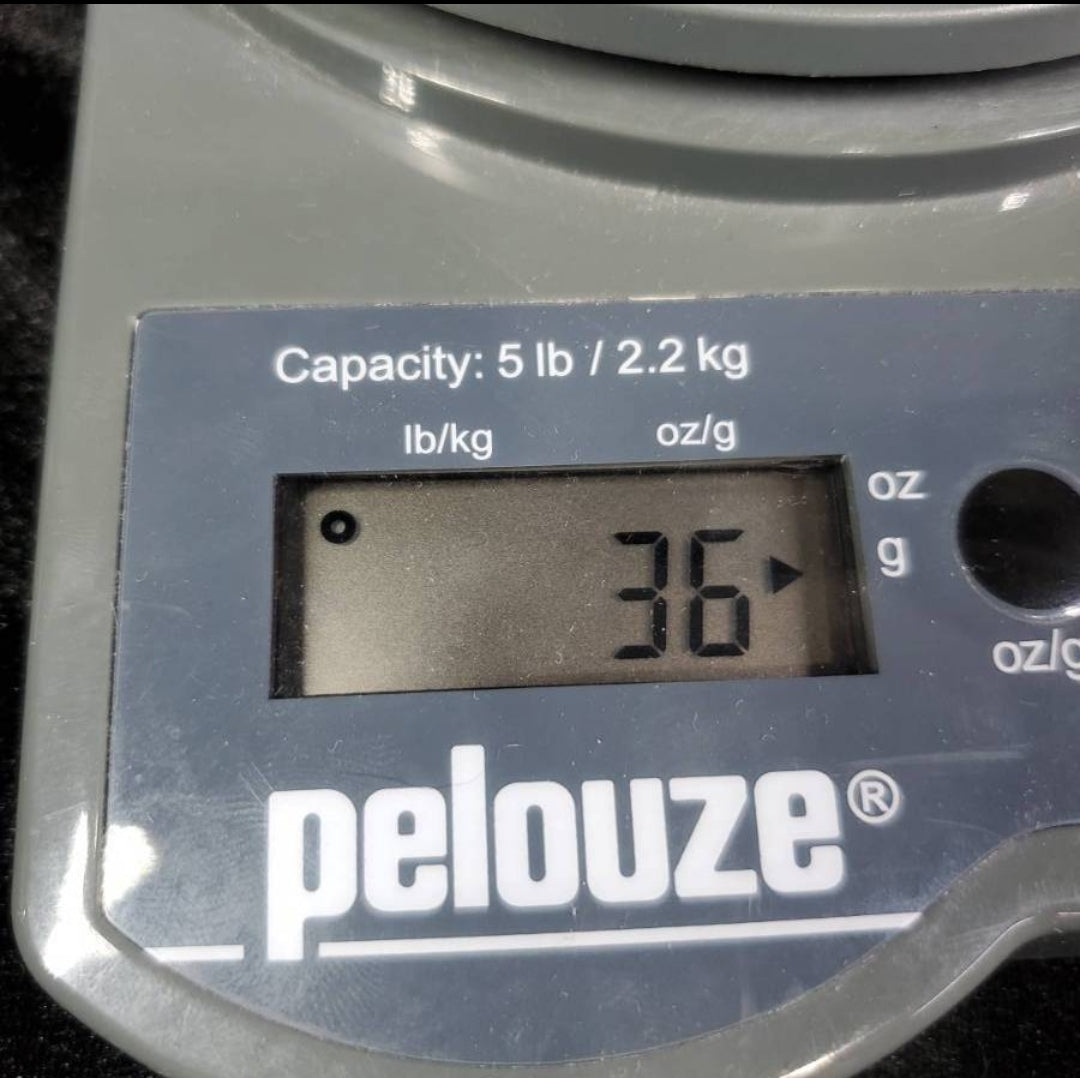 Capacity: 5 lb / 2.2 kg
lb/kg oz/g
oz
36
g
oz/g
pelouze®